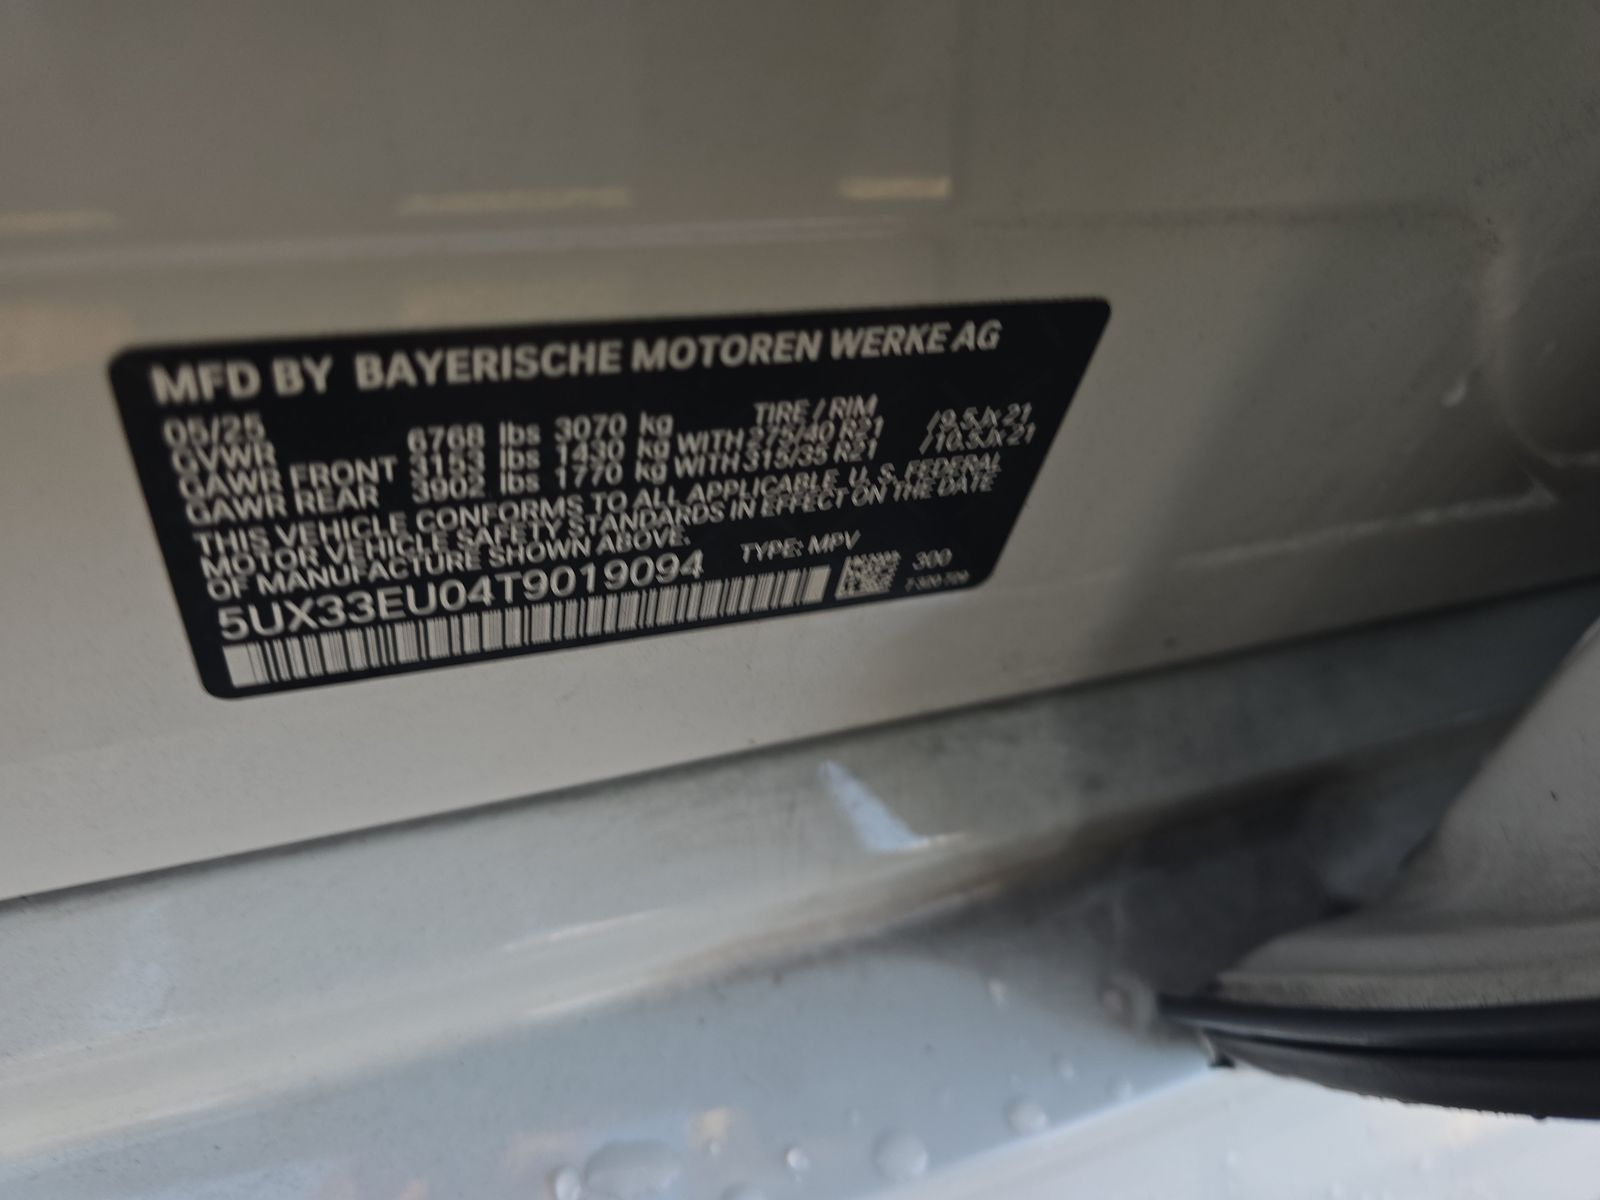 MFD BY BAYERISCHE MOTOREN WERKE AG
05/25 TIRE / RIM
GVWR 6768 lbs 3070 kg
GAWR FRONT 3153 lbs 1430 kg WITH 275/40 R21 /9.5Jx21
GAWR REAR 3902 lbs 1770 kg WITH 315/35 R21 /10.5Jx21
THIS VEHICLE CONFORMS TO ALL APPLICABLE U. S. FEDERAL
MOTOR VEHICLE SAFETY STANDARDS IN EFFECT ON THE DATE
OF MANUFACTURE SHOWN ABOVE.
TYPE: MPV
5UX33EU04T9019094
300